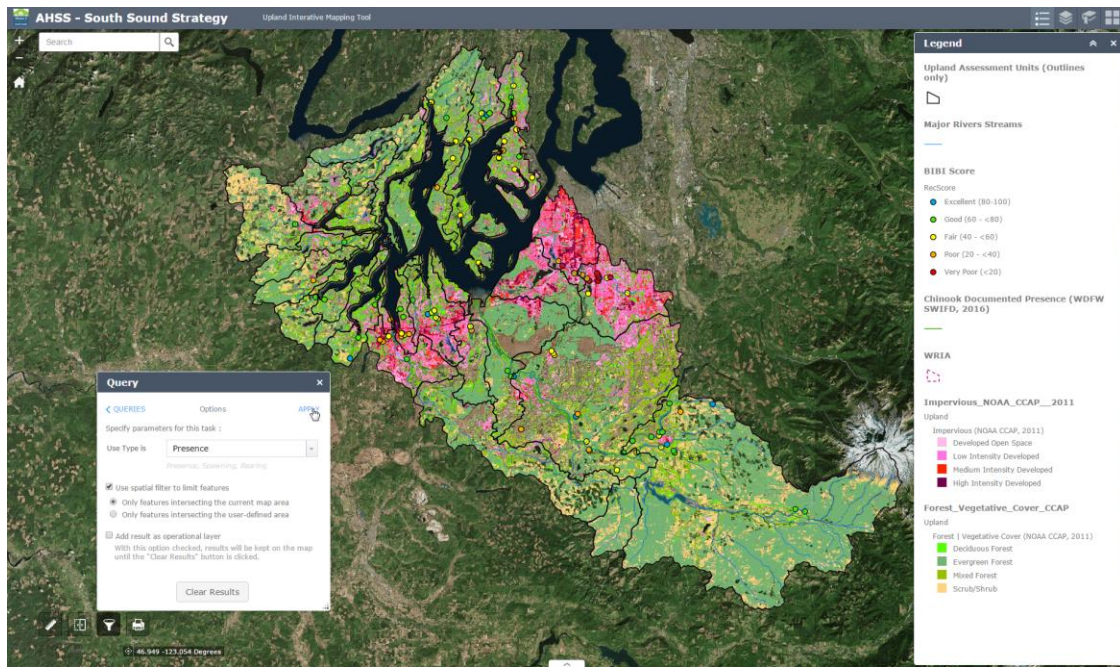 AHSS - South Sound Strategy
Upland Interative Mapping Tool
Search
Legend
Upland Assessment Units (Outlines
only)
Major Rivers Streams
BIBI Score
RecScore
Excellent (80-100)
Good (60 - <80)
Fair (40 - <60)
Poor (20 - <40)
Very Poor (<20)
Chinook Documented Presence (WDFW
SWIFD, 2016)
WRIA
Impervious_NOAA_CCAP__2011
Upland
Impervious (NOAA CCAP, 2011)
Developed Open Space
Low Intensity Developed
Medium Intensity Developed
High Intensity Developed
Forest_Vegetative_Cover_CCAP
Upland
Forest | Vegetative Cover (NOAA CCAP, 2011)
Deciduous Forest
Evergreen Forest
Mixed Forest
Scrub/Shrub
Query
QUERIES
Options
APPLY
Specify parameters for this task :
Use Type is
Presence
Presence, Spawning, Rearing
Use spatial filter to limit features
Only features intersecting the current map area
Only features intersecting the user-defined area
Add result as operational layer
With this option checked, results will be kept on the map
until the "Clear Results" button is clicked.
Clear Results
46.949 -123.054 Degrees